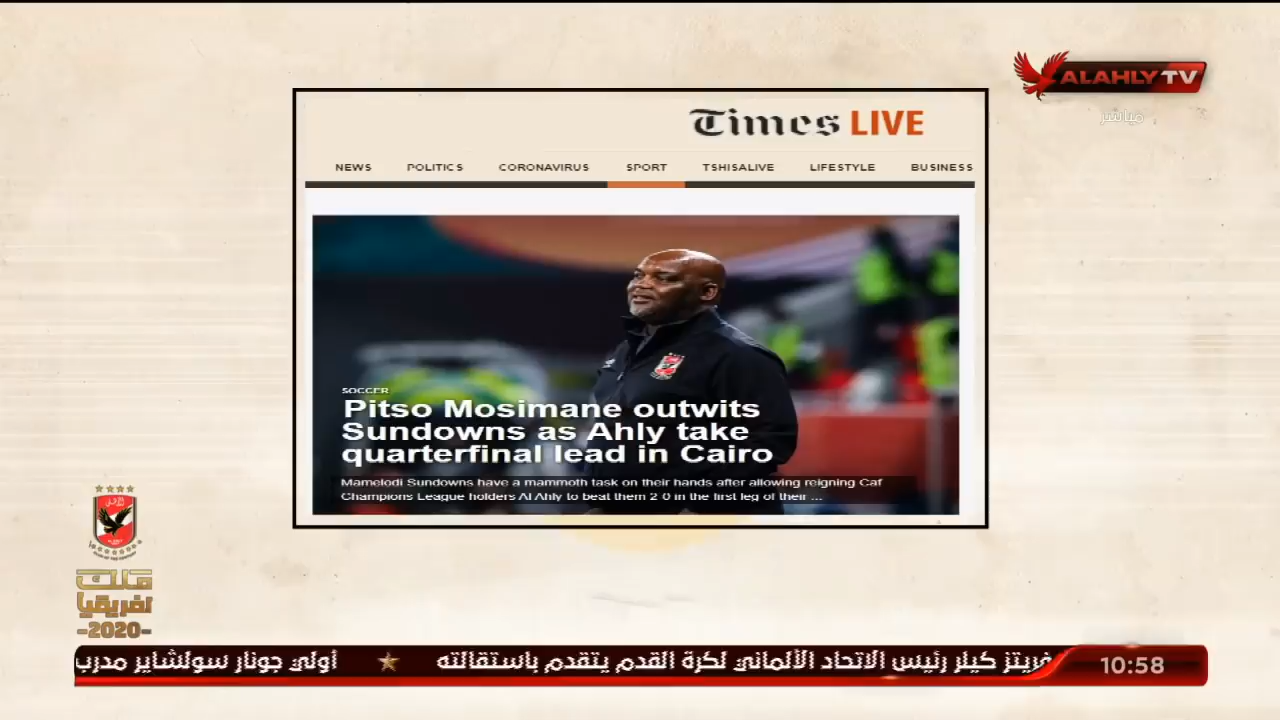 ALAHLY TV
مباشر
Times LIVE
NEWS POLITICS CORONAVIRUS SPORT TSHISALIVE LIFESTYLE BUSINESS
SOCCER
Pitso Mosimane outwits
Sundowns as Ahly take
quarterfinal lead in Cairo
Mamelodi Sundowns have a mammoth task on their hands after allowing reigning Caf
Champions League holders Al Ahly to beat them 2 0 in the first leg of their ...
ملك
إفريقيا
-2020-
فريتز كيلر رئيس الاتحاد الألماني لكرة القدم يتقدم باستقالته ★ أولي جونار سولشاير مدرب
10:58